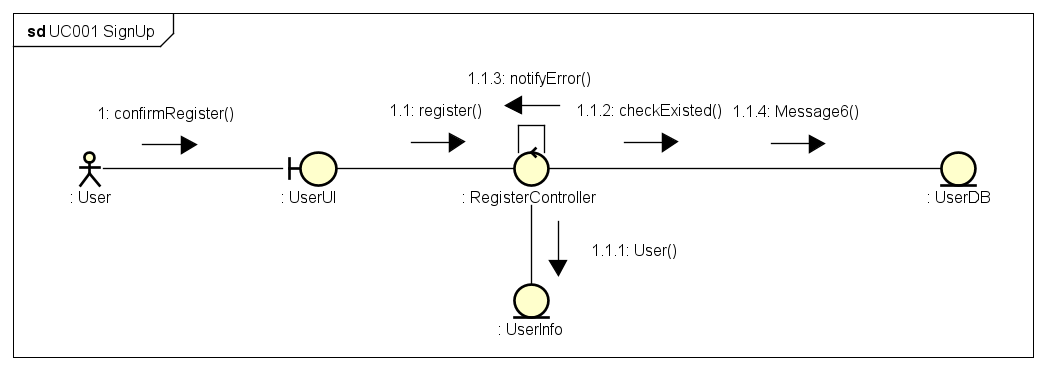 sd UC001 SignUp
1.1.3: notifyError()
1: confirmRegister()
1.1: register()
1.1.2: checkExisted()
1.1.4: Message6()
: User
: UserUI
: RegisterController
: UserDB
1.1.1: User()
: UserInfo